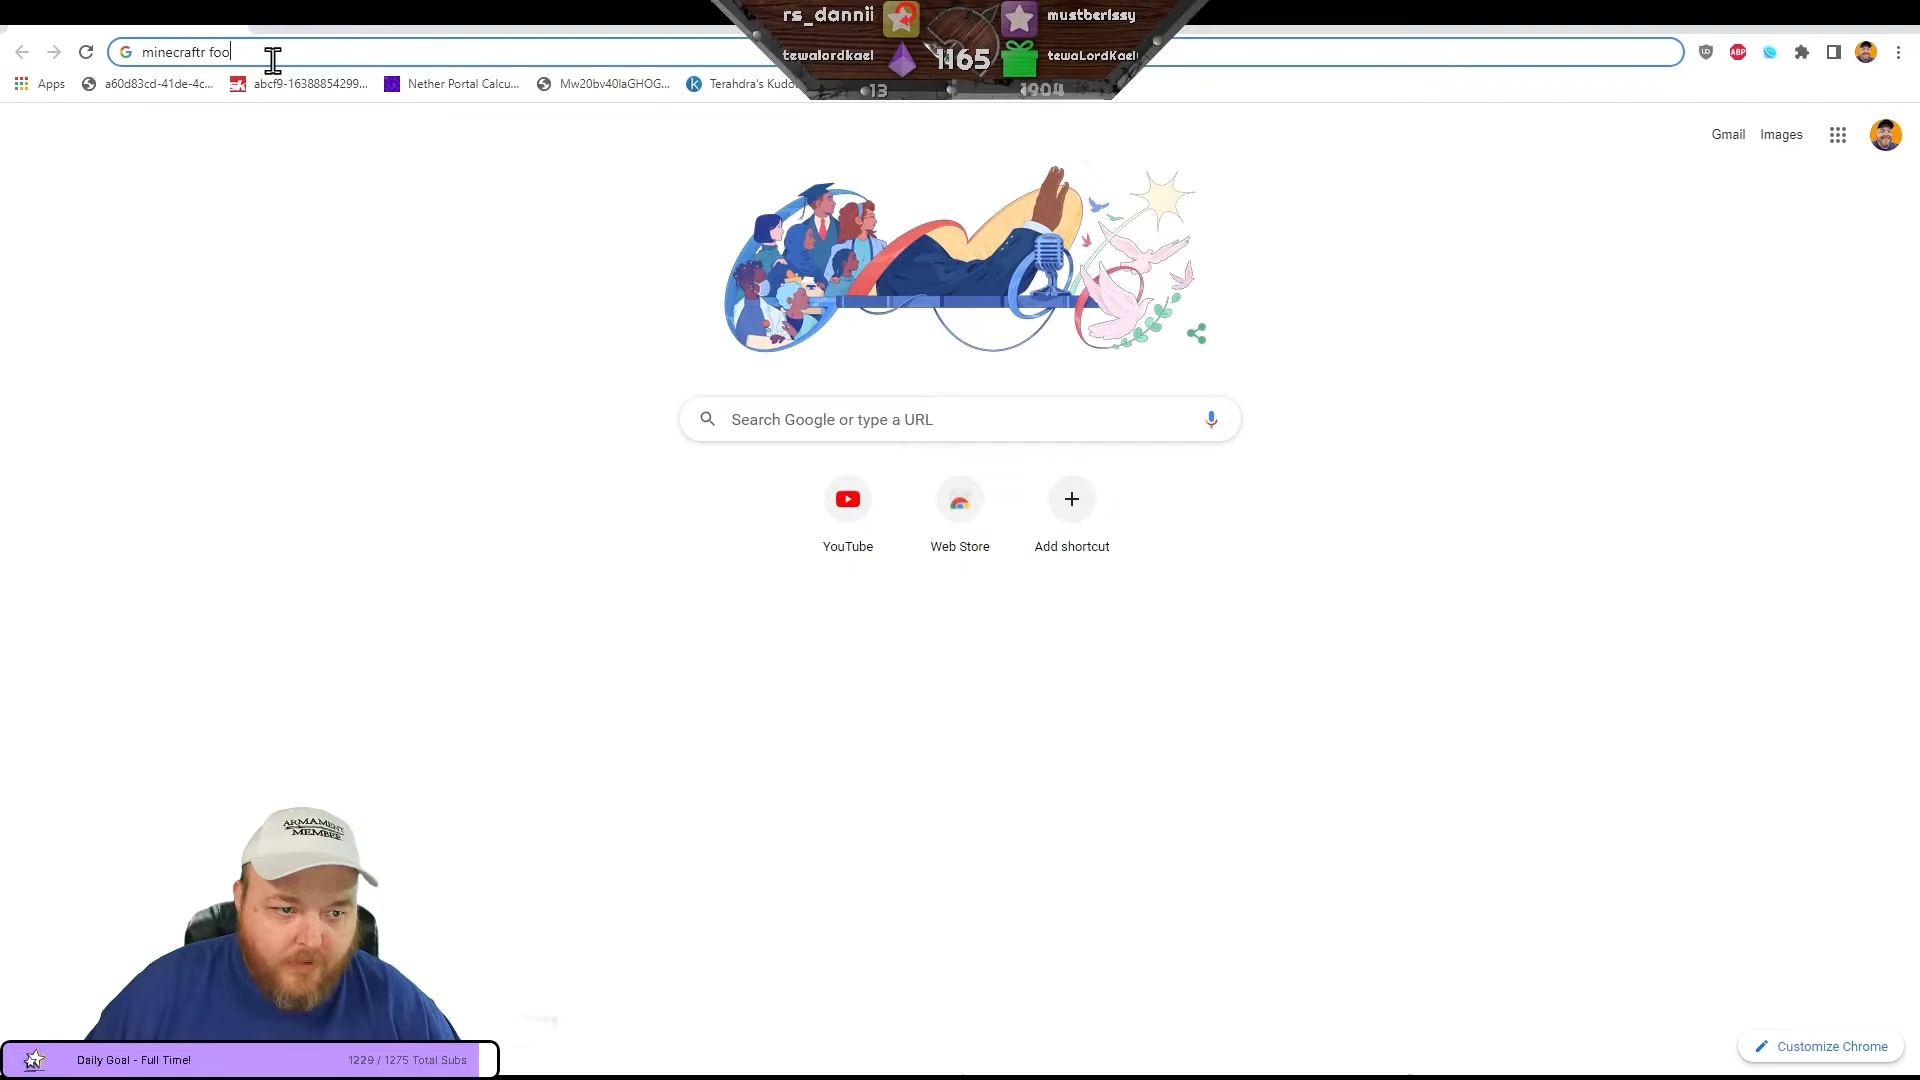 rs_dannii
mustberissy
minecraftr foo
tewalordkael
1165
tewaLordKael
ABP
Apps
a60d83cd-41de-4c...
abcf9-16388854299...
Nether Portal Calcu...
Mw20bv40laGHOG...
Terahdra's Kudo
13
1904
Gmail
Images
Search Google or type a URL
YouTube
Web Store
Add shortcut
ARMAMENT
MEMBER
Daily Goal - Full Time!
1229 / 1275 Total Subs
Customize Chrome